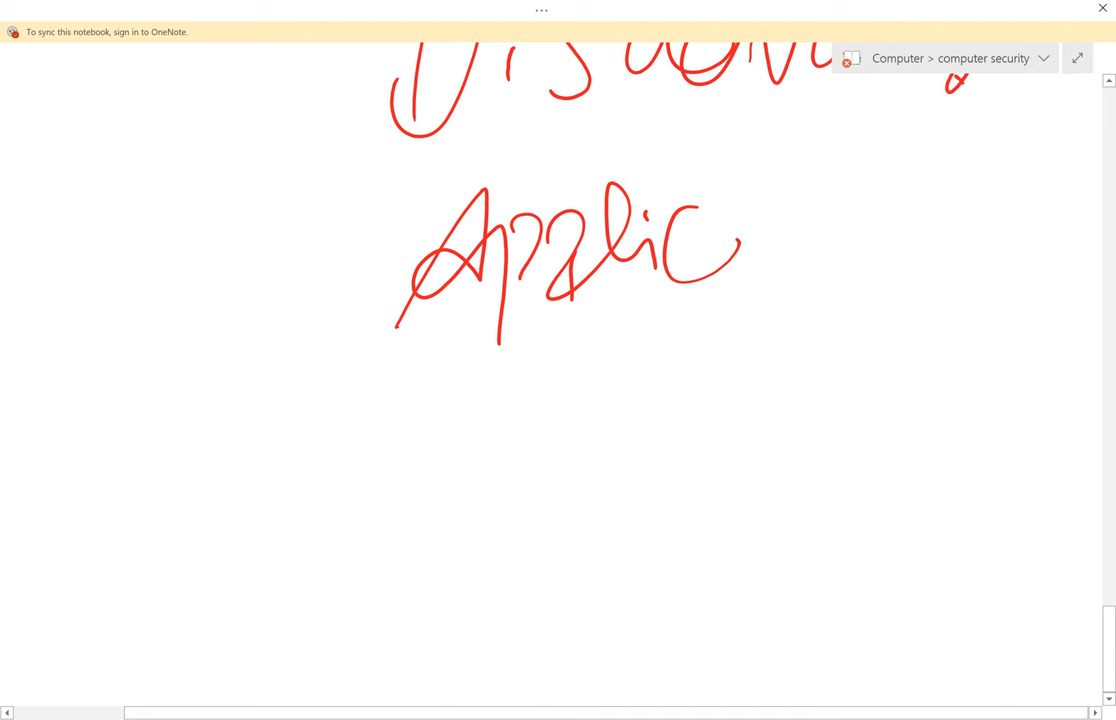 To sync this notebook, sign in to OneNote.
Computer > computer security
Applic